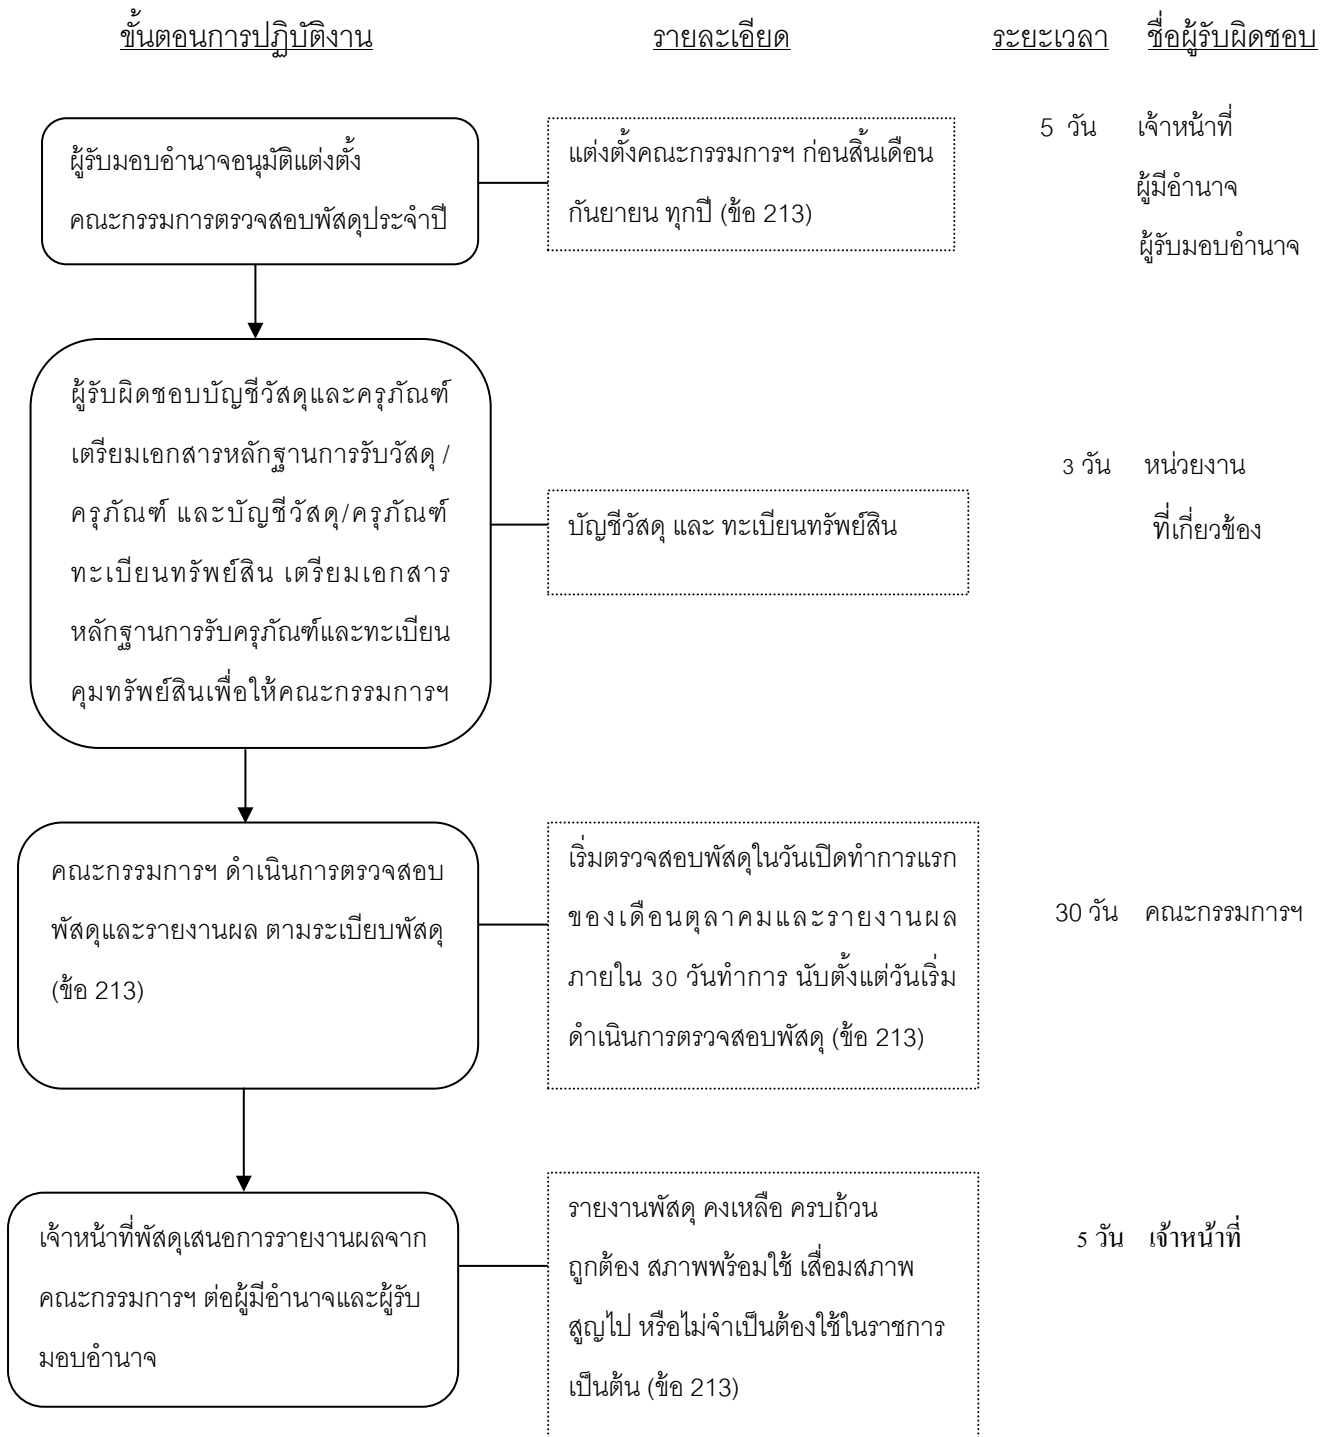 ขั้นตอนการปฏิบัติงาน รายละเอียด ระยะเวลา ชื่อผู้รับผิดชอบ
ผู้รับมอบอำนาจอนุมัติแต่งตั้ง
คณะกรรมการตรวจสอบพัสดุประจำปี
แต่งตั้งคณะกรรมการฯ ก่อนสิ้นเดือน
กันยายน ทุกปี (ข้อ 213)
5 วัน เจ้าหน้าที่
ผู้มีอำนาจ
ผู้รับมอบอำนาจ
ผู้รับผิดชอบบัญชีวัสดุและครุภัณฑ์
เตรียมเอกสารหลักฐานการรับวัสดุ /
ครุภัณฑ์ และบัญชีวัสดุ/ครุภัณฑ์
ทะเบียนทรัพย์สิน เตรียมเอกสาร
หลักฐานการรับครุภัณฑ์และทะเบียน
คุมทรัพย์สินเพื่อให้คณะกรรมการฯ
บัญชีวัสดุ และ ทะเบียนทรัพย์สิน
3 วัน หน่วยงาน
ที่เกี่ยวข้อง
คณะกรรมการฯ ดำเนินการตรวจสอบ
พัสดุและรายงานผล ตามระเบียบพัสดุ
(ข้อ 213)
เริ่มตรวจสอบพัสดุในวันเปิดทำการแรก
ของเดือนตุลาคมและรายงานผล
ภายใน 30 วันทำการ นับตั้งแต่วันเริ่ม
ดำเนินการตรวจสอบพัสดุ (ข้อ 213)
30 วัน คณะกรรมการฯ
เจ้าหน้าที่พัสดุเสนอการรายงานผลจาก
คณะกรรมการฯ ต่อผู้มีอำนาจและผู้รับ
มอบอำนาจ
รายงานพัสดุ คงเหลือ ครบถ้วน
ถูกต้อง สภาพพร้อมใช้ เสื่อมสภาพ
สูญไป หรือไม่จำเป็นต้องใช้ในราชการ
เป็นต้น (ข้อ 213)
5 วัน เจ้าหน้าที่